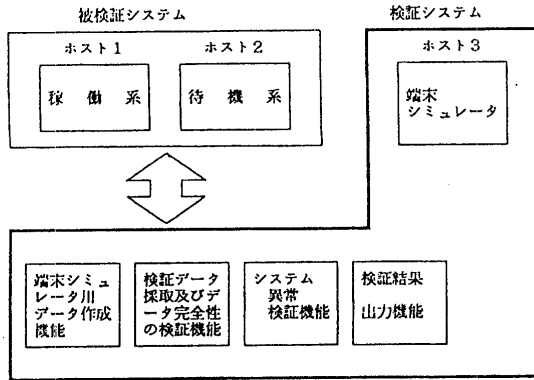 被検証システム
検証システム
ホスト1
ホスト2
ホスト3
稼働系
待機系
端末
シミュレータ
端末シミュ
レータ用
データ作成
機能
検証データ
採取及びデ
ータ完全性
の検証機能
システム
異常
検証機能
検証結果
出力機能